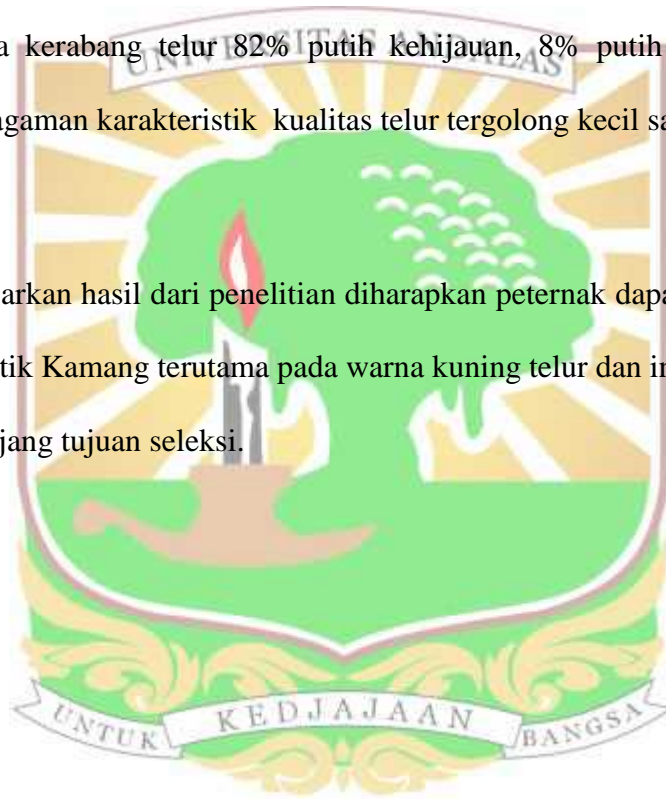 a kerabang telur 82% putih kehijauan, 8% putih
UNIVERSITAS ANDALAS
agaman karakteristik kualitas telur tergolong kecil sa
arkan hasil dari penelitian diharapkan peternak dapa
tik Kamang terutama pada warna kuning telur dan in
jang tujuan seleksi.
UNTUK KEDJAJAAN BANGSA